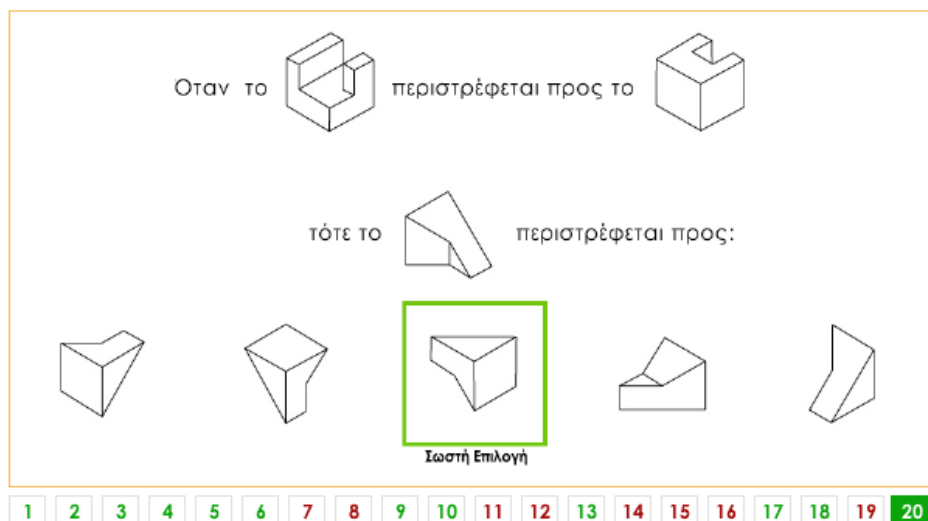 Όταν το περιστρέφεται προς το
τότε το περιστρέφεται προς:
Σωστή Επιλογή
1 2 3 4 5 6 7 8 9 10 11 12 13 14 15 16 17 18 19 20